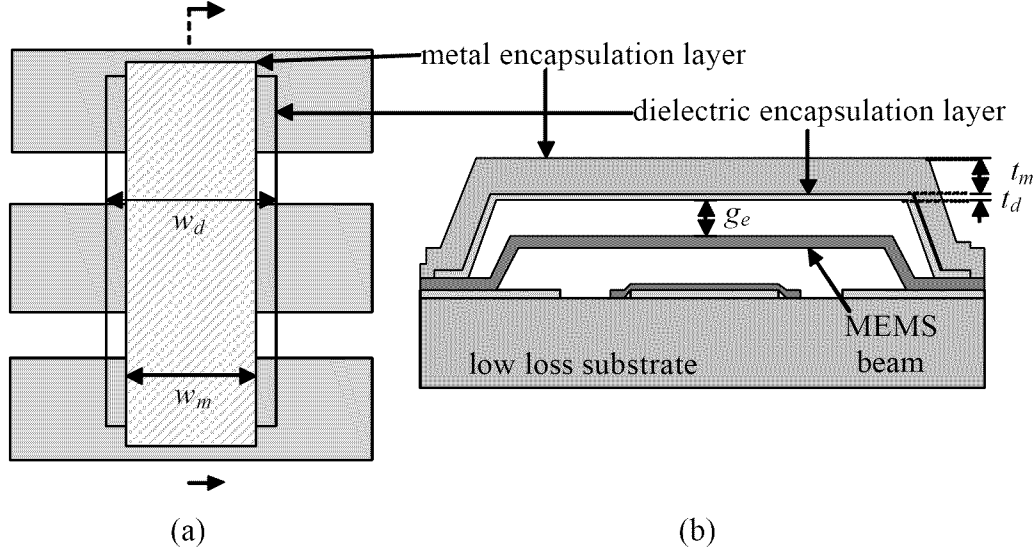 metal encapsulation layer
dielectric encapsulation layer
t_m
t_d
w_d
g_e
w_m
low loss substrate
MEMS
beam
(a)
(b)